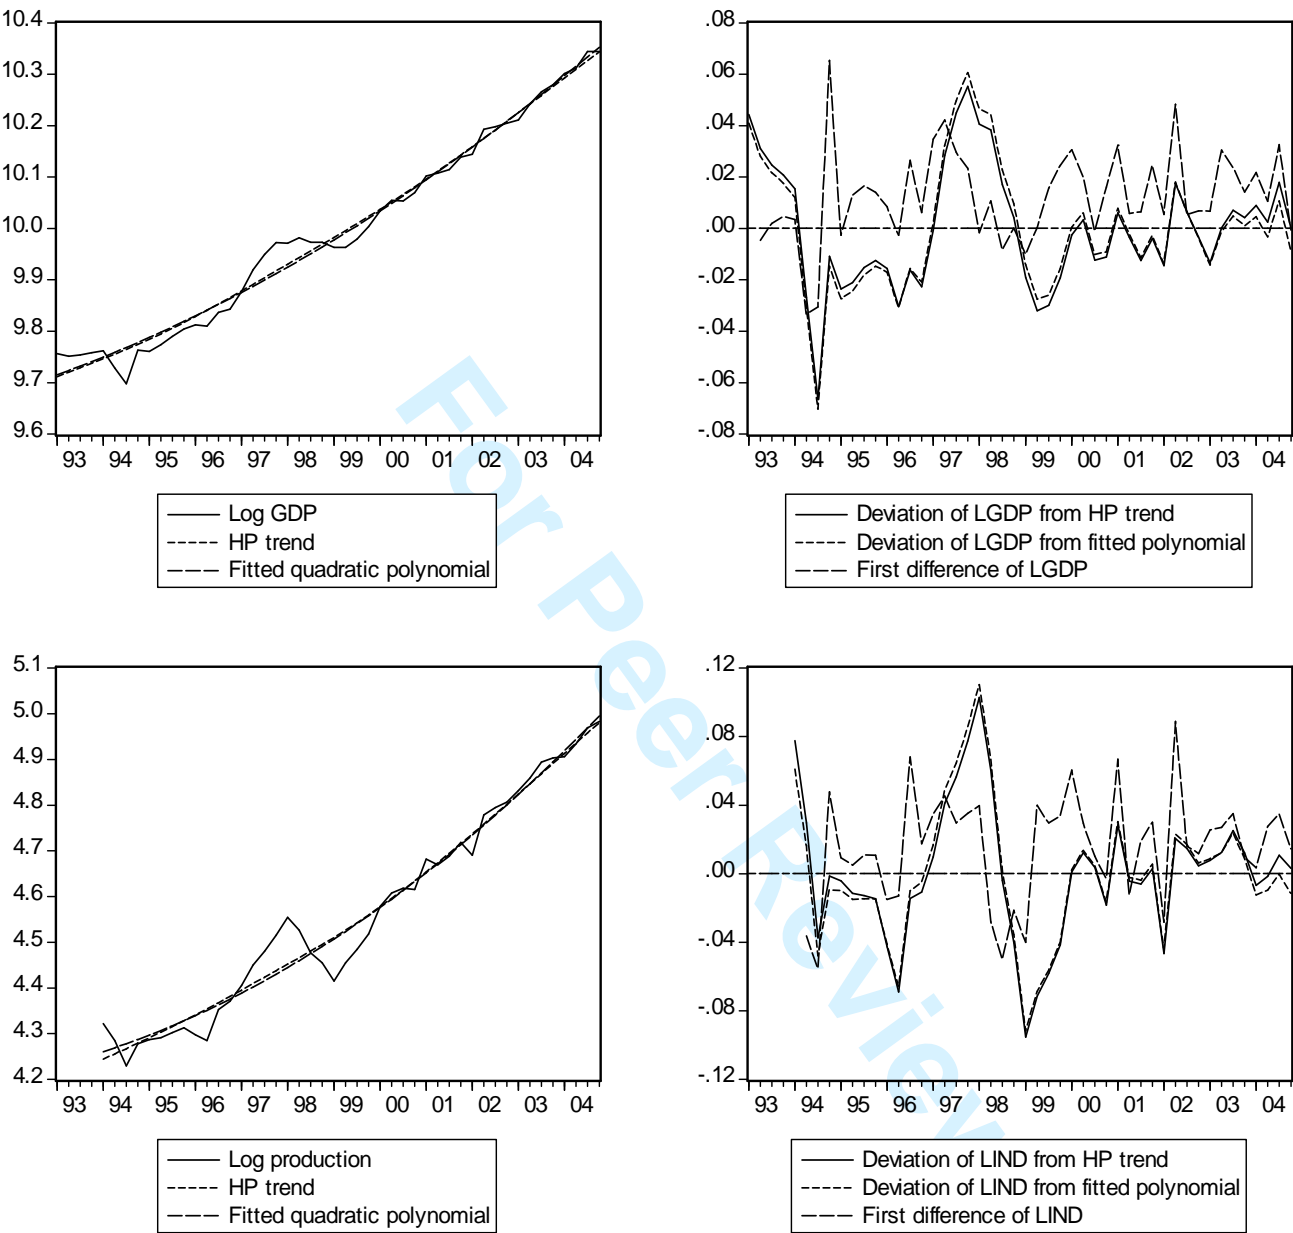 10.4
10.3
10.2
10.1
10.0
9.9
9.8
9.7
9.6
93 94 95 96 97 98 99 00 01 02 03 04
Log GDP
HP trend
Fitted quadratic polynomial
.08
.06
.04
.02
.00
-.02
-.04
-.06
-.08
93 94 95 96 97 98 99 00 01 02 03 04
Deviation of LGDP from HP trend
Deviation of LGDP from fitted polynomial
First difference of LGDP
5.1
5.0
4.9
4.8
4.7
4.6
4.5
4.4
4.3
4.2
93 94 95 96 97 98 99 00 01 02 03 04
Log production
HP trend
Fitted quadratic polynomial
.12
.08
.04
.00
-.04
-.08
-.12
93 94 95 96 97 98 99 00 01 02 03 04
Deviation of LIND from HP trend
Deviation of LIND from fitted polynomial
First difference of LIND
For Peer Review